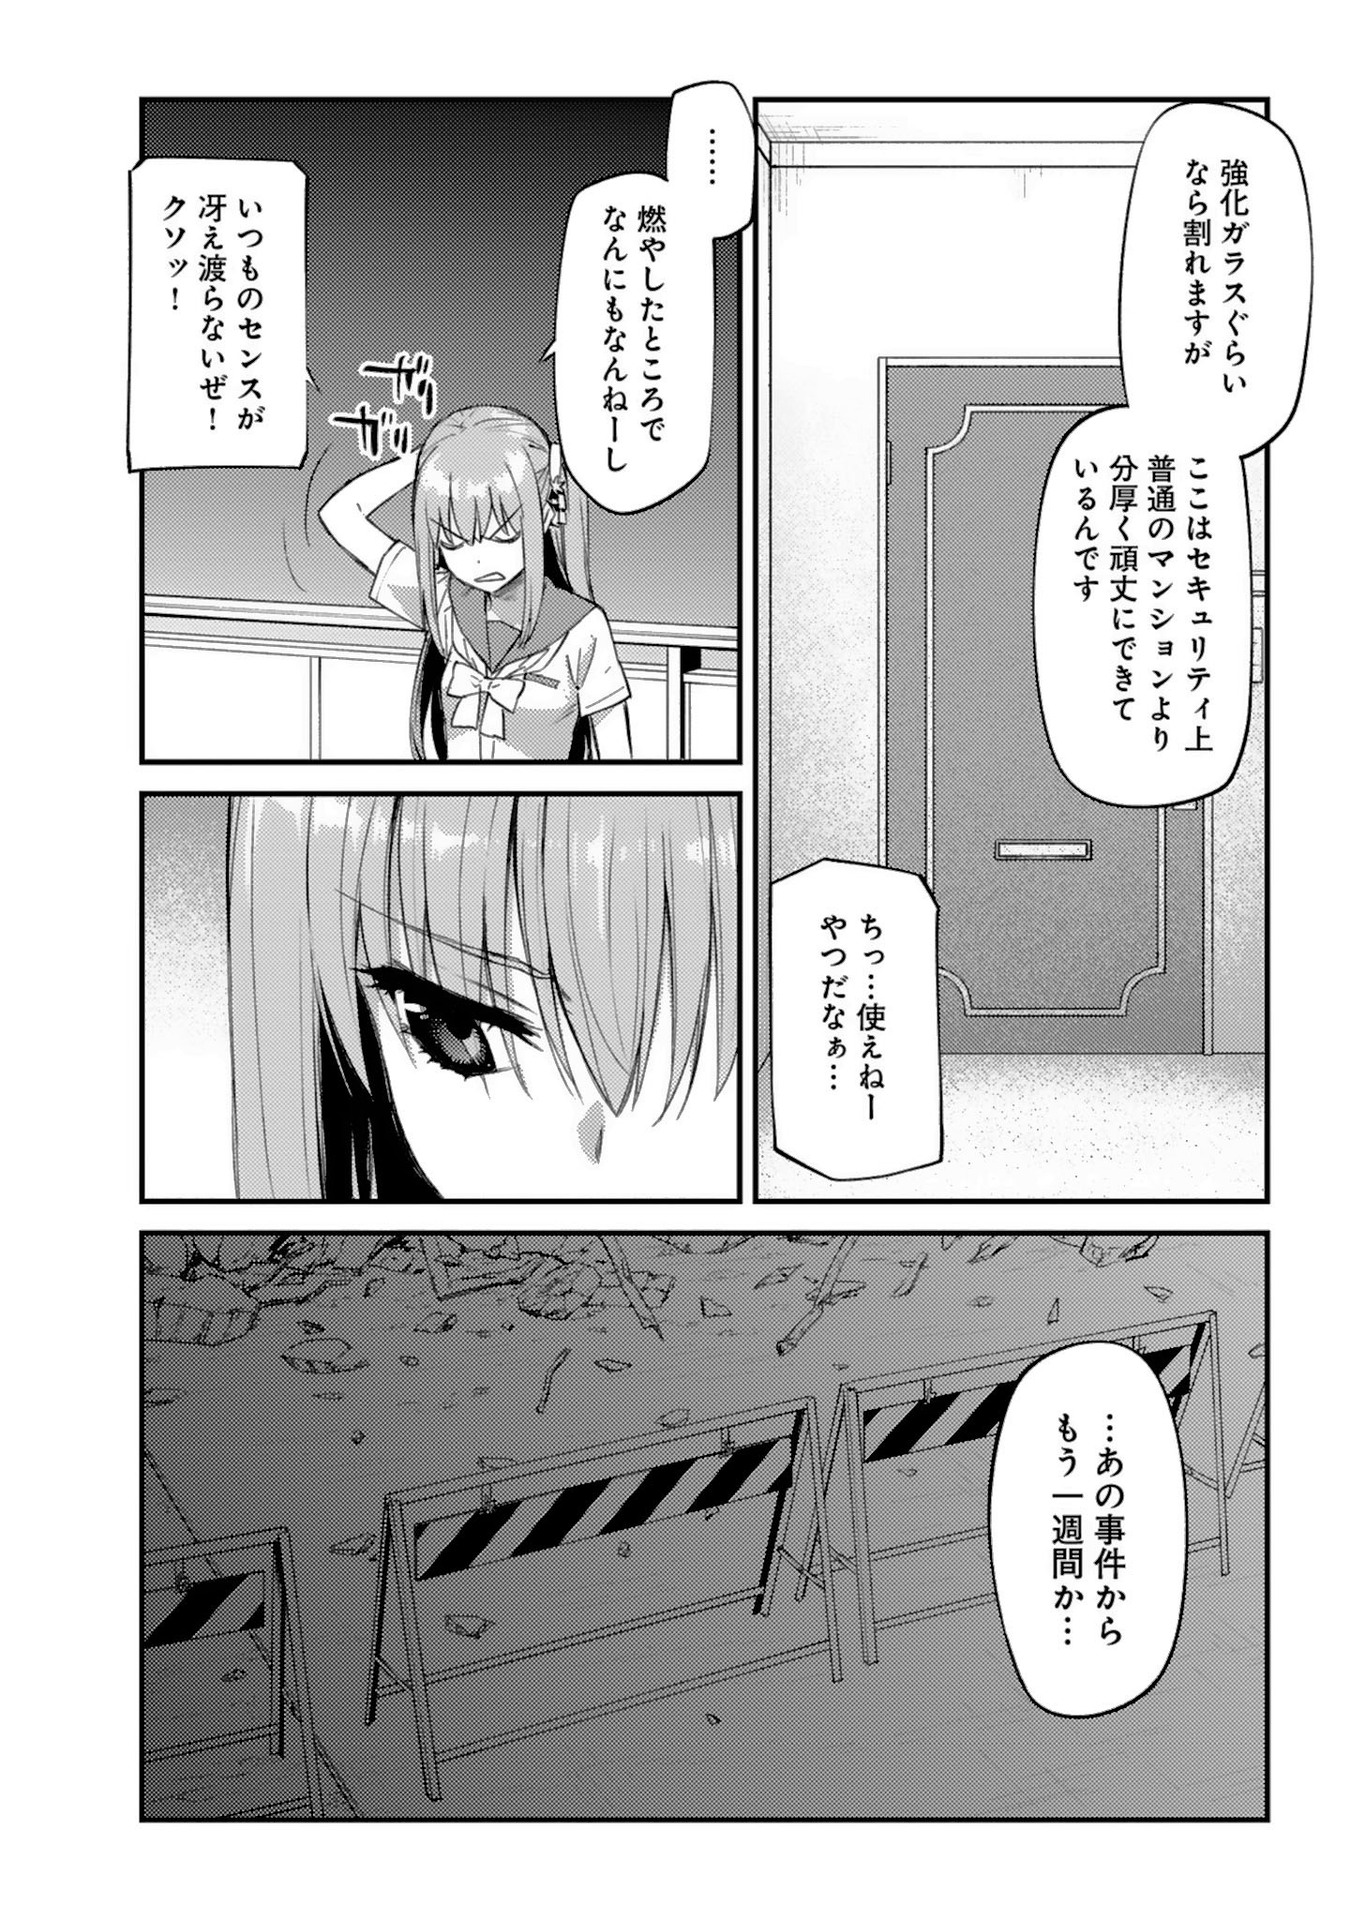 強化ガラスぐらい
なら割れますが
ここはセキュリティ上
普通のマンションより
分厚く頑丈にできて
いるんです
ちっ…使えねー
やつだなぁ…
……
燃やしたところで
なんにもなんねーし
ガリ
ガリ
いつものセンスが
冴え渡らないぜ！
クソッ！
…あの事件から
もう一週間か…